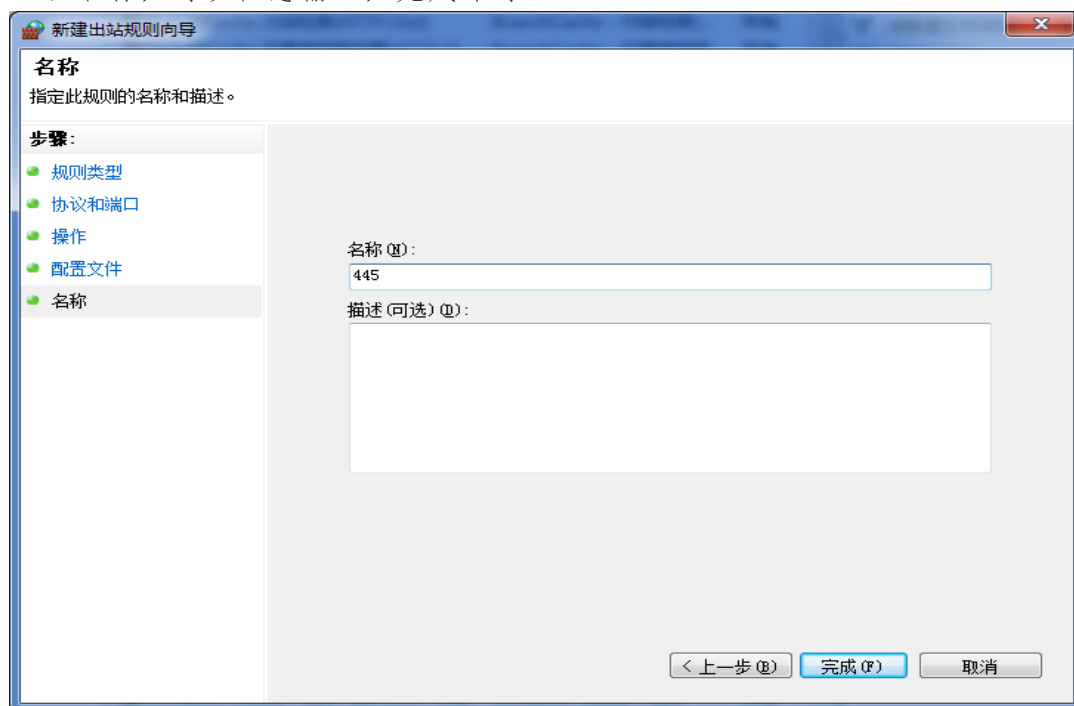 新建出站规则向导
名称
指定此规则的名称和描述。
步骤:
规则类型
协议和端口
操作
配置文件
名称
名称(N):
445
描述(可选)(D):
< 上一步(B)
完成(F)
取消